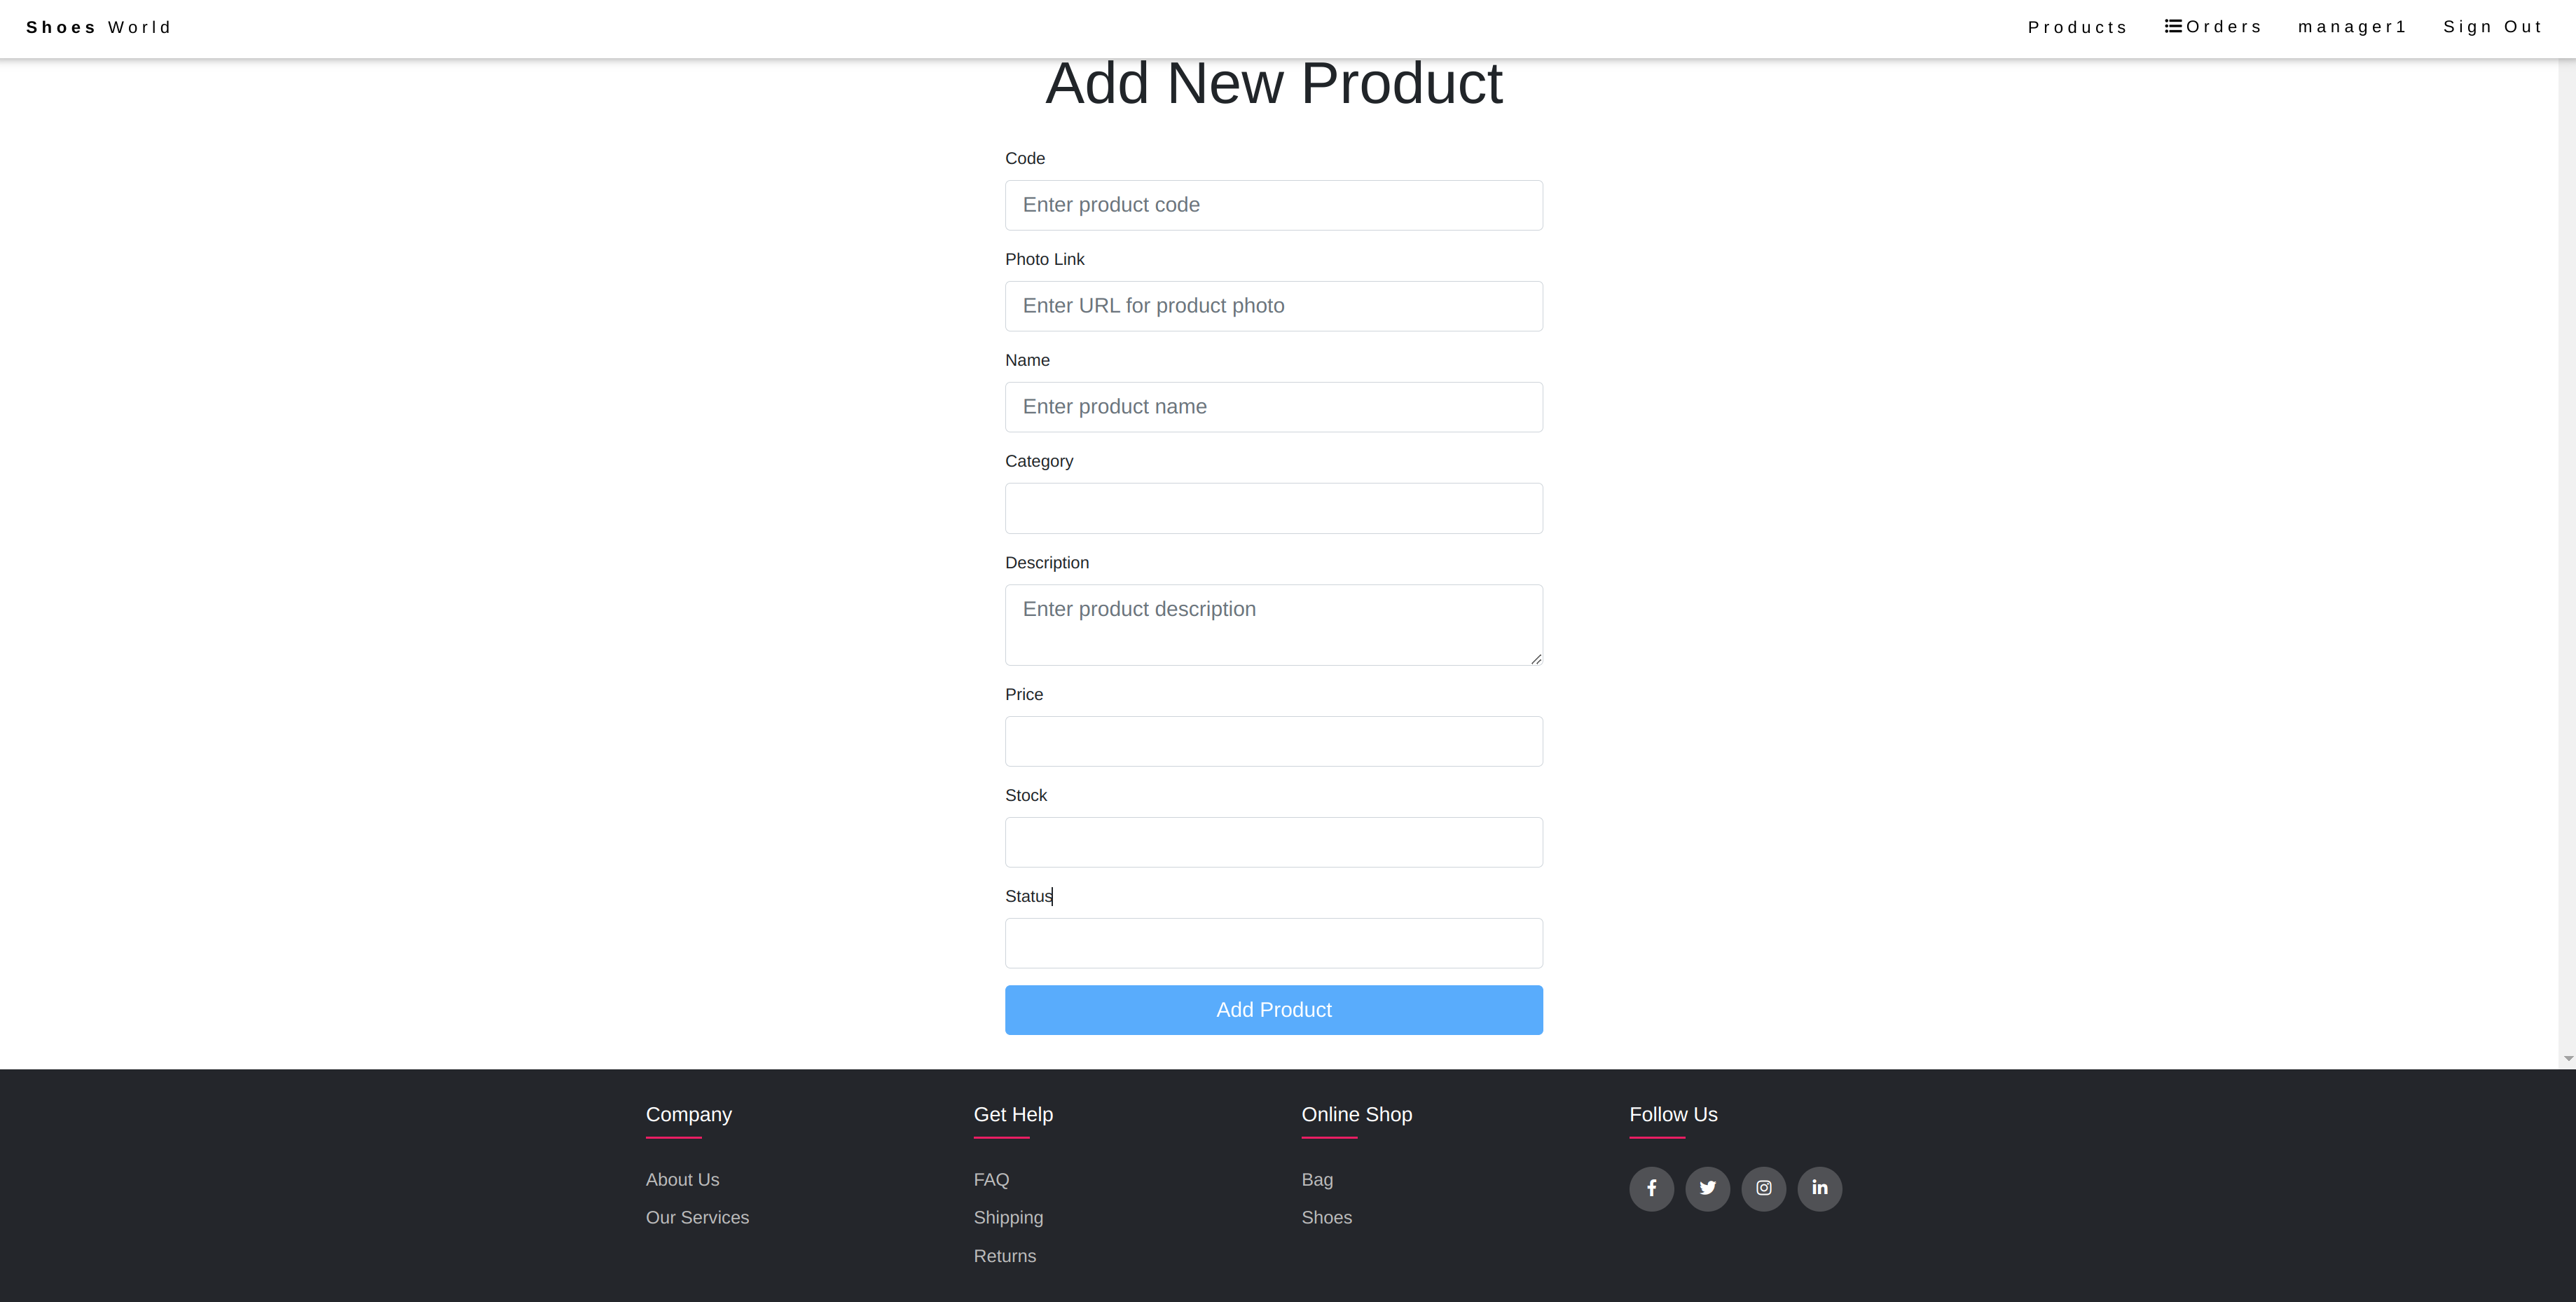 Shoes World
Products Orders manager1 Sign Out
Add New Product
Code
Enter product code
Photo Link
Enter URL for product photo
Name
Enter product name
Category
Description
Enter product description
Price
Stock
Status
Add Product
Company Get Help Online Shop Follow Us
About Us FAQ Bag
Our Services Shipping Shoes
Returns